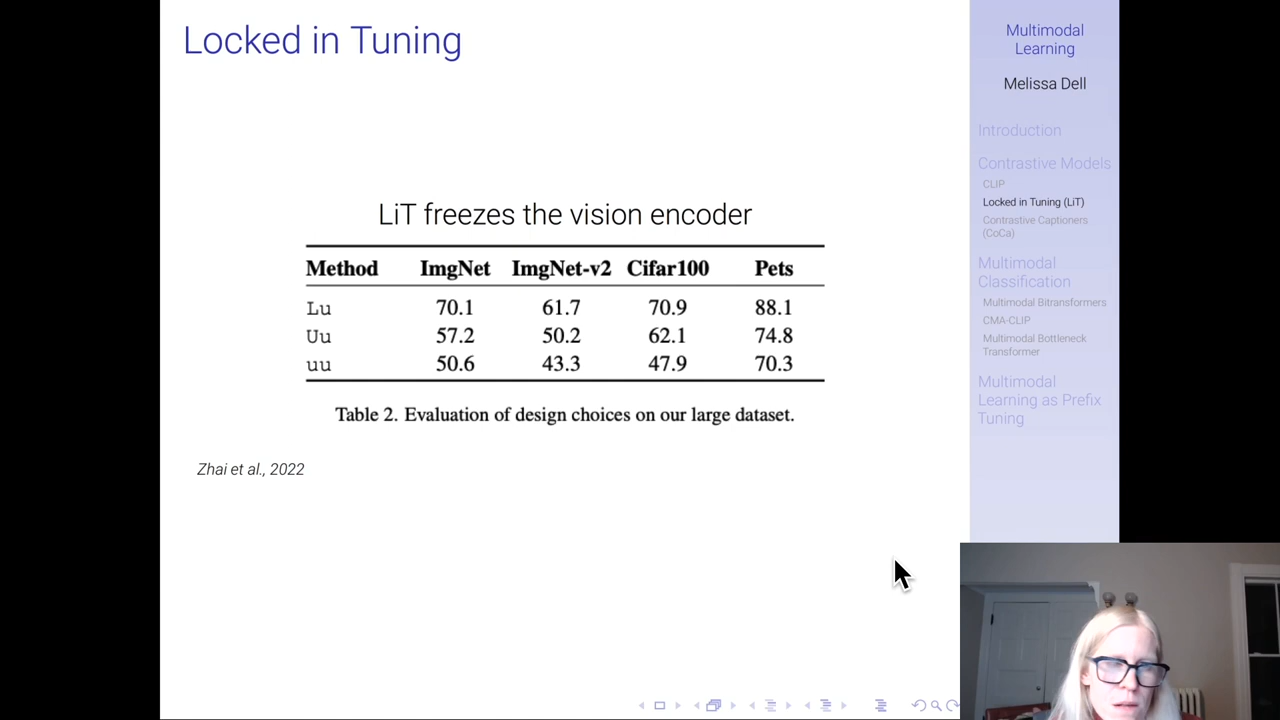 Locked in Tuning
LiT freezes the vision encoder
Method ImgNet ImgNet-v2 Cifar100 Pets
Lu 70.1 61.7 70.9 88.1
Uu 57.2 50.2 62.1 74.8
uu 50.6 43.3 47.9 70.3
Table 2. Evaluation of design choices on our large dataset.
Zhai et al., 2022
Multimodal
Learning
Melissa Dell
Introduction
Contrastive Models
CLIP
Locked in Tuning (LiT)
Contrastive Captioners
(CoCa)
Multimodal
Classification
Multimodal Bitransformers
CMA-CLIP
Multimodal Bottleneck
Transformer
Multimodal
Learning as Prefix
Tuning